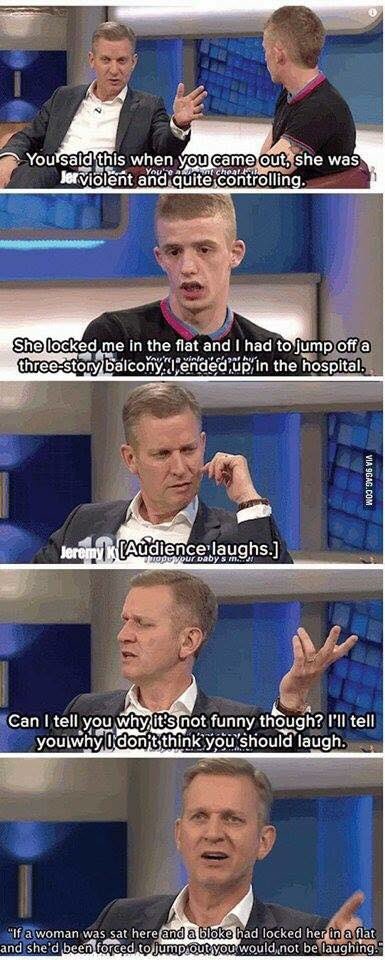 You said this when you came out, she was
violent and quite controlling.
She locked me in the flat and I had to jump off a
three-story balcony. I ended up in the hospital.
VIA 9GAG.COM
Jeremy K
[Audience laughs.]
Can I tell you why it's not funny though? I'll tell
you why I don't think you should laugh.
"If a woman was sat here and a bloke had locked her in a flat
and she'd been forced to jump out you would not be laughing."